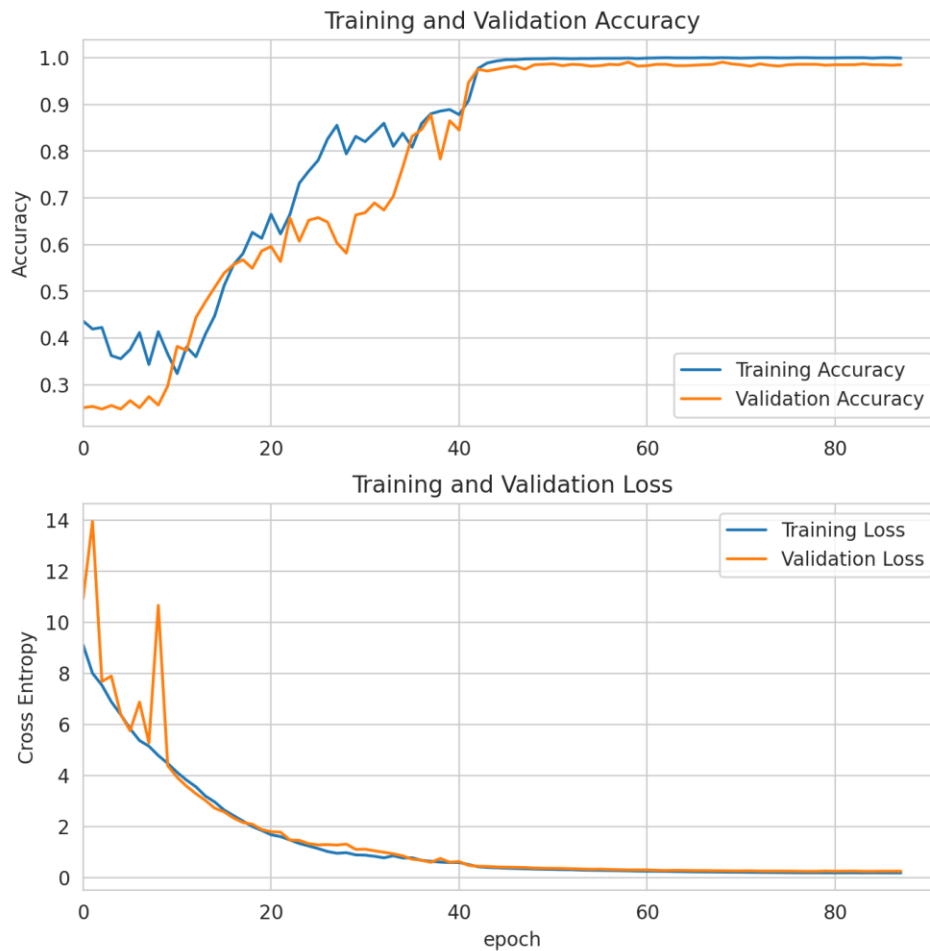 Training and Validation Accuracy
1.0
0.9
0.8
0.7
0.6
0.5
0.4
0.3
Accuracy
Training Accuracy
Validation Accuracy
0 20 40 60 80
Training and Validation Loss
14
12
10
8
6
4
2
0
Cross Entropy
Training Loss
Validation Loss
0 20 40 60 80
epoch